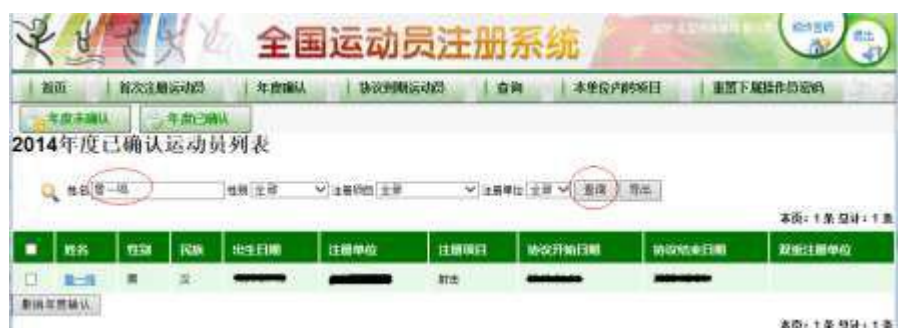 全国运动员注册系统
首页 首次注册运动员 年度确认 协议到期运动员 查询 本单位内的项目 重置下属操作员密码
年度未确认 年度已确认
2014年度已确认运动员列表
姓名 性别 全部 注册项目 全部 注册单位 全部 查询 导出
本页:1条 总计:1条
姓名 性别 民族 出生日期 注册单位 注册项目 协议开始日期 协议结束日期 双重注册单位
男 汉 射击
取消年度确认
本页:1条 总计:1条